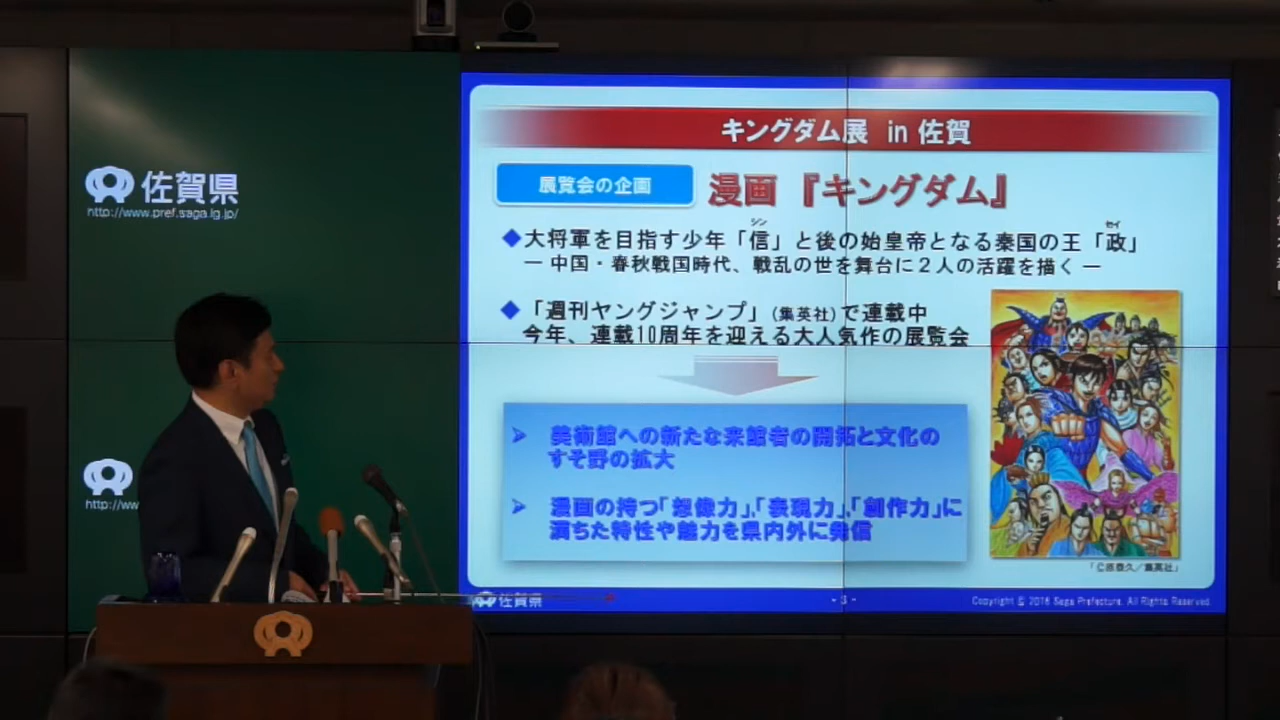 佐賀県
http://www.pref.saga.lg.jp/
http://ww
キングダム展 in 佐賀
展覧会の企画
漫画『キングダム』
シン
セイ
◆大将軍を目指す少年「信」と後の始皇帝となる秦国の王「政」
― 中国・春秋戦国時代、戦乱の世を舞台に２人の活躍を描く ―
◆「週刊ヤングジャンプ」(集英社)で連載中
今年、連載10周年を迎える大人気作の展覧会
➢ 美術館への新たな来館者の開拓と文化の
すそ野の拡大
➢ 漫画の持つ「想像力」、「表現力」、「創作力」に
満ちた特性や魅力を県内外に発信
「©原泰久／集英社」
佐賀県
- 3 -
Copyright © 2016 Saga Prefecture. All Rights Reserved.